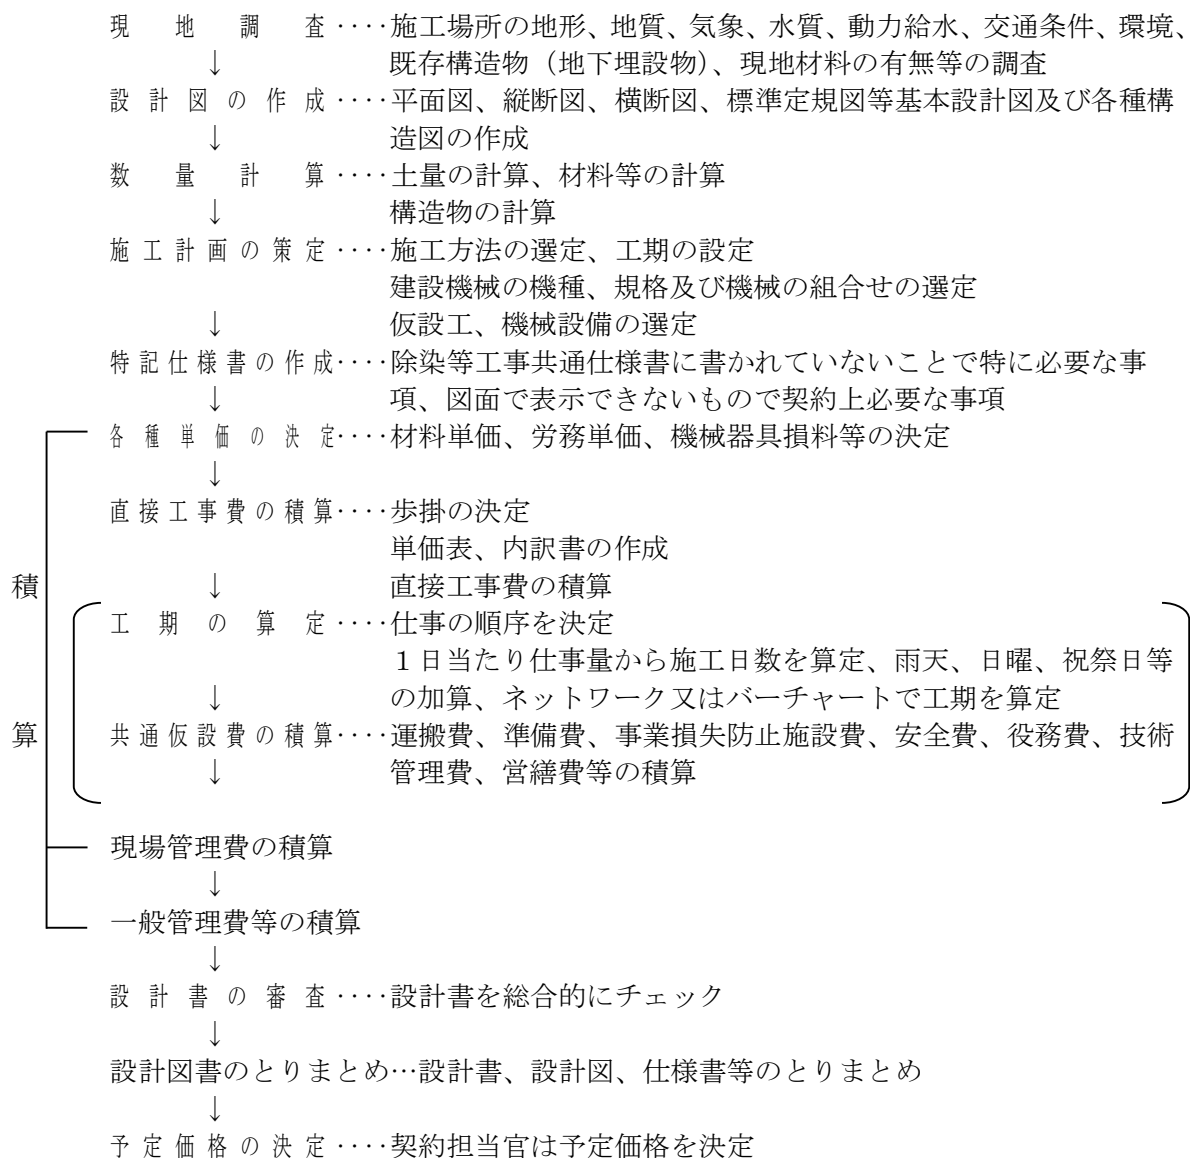 現地調査････施工場所の地形、地質、気象、水質、動力給水、交通条件、環境、
↓　既存構造物（地下埋設物）、現地材料の有無等の調査
設計図の作成････平面図、縦断図、横断図、標準定規図等基本設計図及び各種構
↓　造図の作成
数量計算････土量の計算、材料等の計算
↓　構造物の計算
施工計画の策定････施工方法の選定、工期の設定
建設機械の機種、規格及び機械の組合せの選定
↓　仮設工、機械設備の選定
特記仕様書の作成････除染等工事共通仕様書に書かれていないことで特に必要な事
↓　項、図面で表示できないもので契約上必要な事項
各種単価の決定････材料単価、労務単価、機械器具損料等の決定
↓
直接工事費の積算････歩掛の決定
単価表、内訳書の作成
積　↓　直接工事費の積算
工期の算定････仕事の順序を決定
１日当たり仕事量から施工日数を算定、雨天、日曜、祝祭日等
↓　の加算、ネットワーク又はバーチャートで工期を算定
算　共通仮設費の積算････運搬費、準備費、事業損失防止施設費、安全費、役務費、技術
↓　管理費、営繕費等の積算
現場管理費の積算
↓
一般管理費等の積算
↓
設計書の審査････設計書を総合的にチェック
↓
設計図書のとりまとめ…設計書、設計図、仕様書等のとりまとめ
↓
予定価格の決定････契約担当官は予定価格を決定